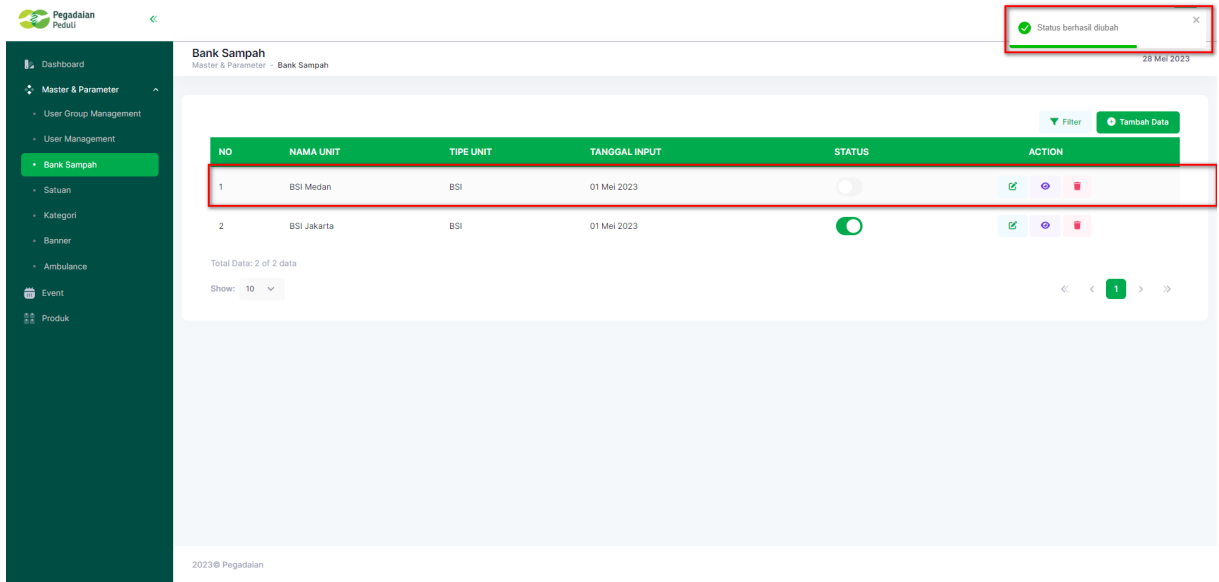 Pegadaian
Peduli
Status berhasil diubah
Bank Sampah
Master & Parameter - Bank Sampah
28 Mei 2023
Dashboard
Master & Parameter
User Group Management
User Management
Bank Sampah
Satuan
Kategori
Banner
Ambulance
Event
Produk
Filter
Tambah Data
NO NAMA UNIT TIPE UNIT TANGGAL INPUT STATUS ACTION
1 BSI Medan BSI 01 Mei 2023
2 BSI Jakarta BSI 01 Mei 2023
Total Data: 2 of 2 data
Show: 10
1
2023© Pegadaian